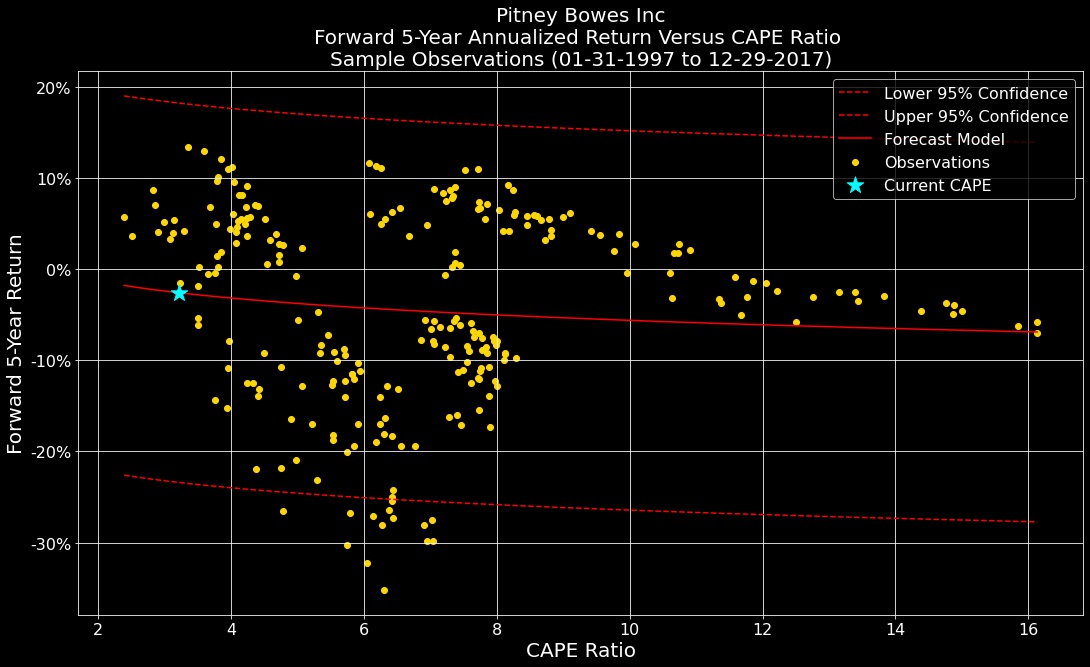 Pitney Bowes Inc
Forward 5-Year Annualized Return Versus CAPE Ratio
Sample Observations (01-31-1997 to 12-29-2017)
Lower 95% Confidence
Upper 95% Confidence
Forecast Model
Observations
Current CAPE
Forward 5-Year Return
20%
10%
0%
-10%
-20%
-30%
2 4 6 8 10 12 14 16
CAPE Ratio